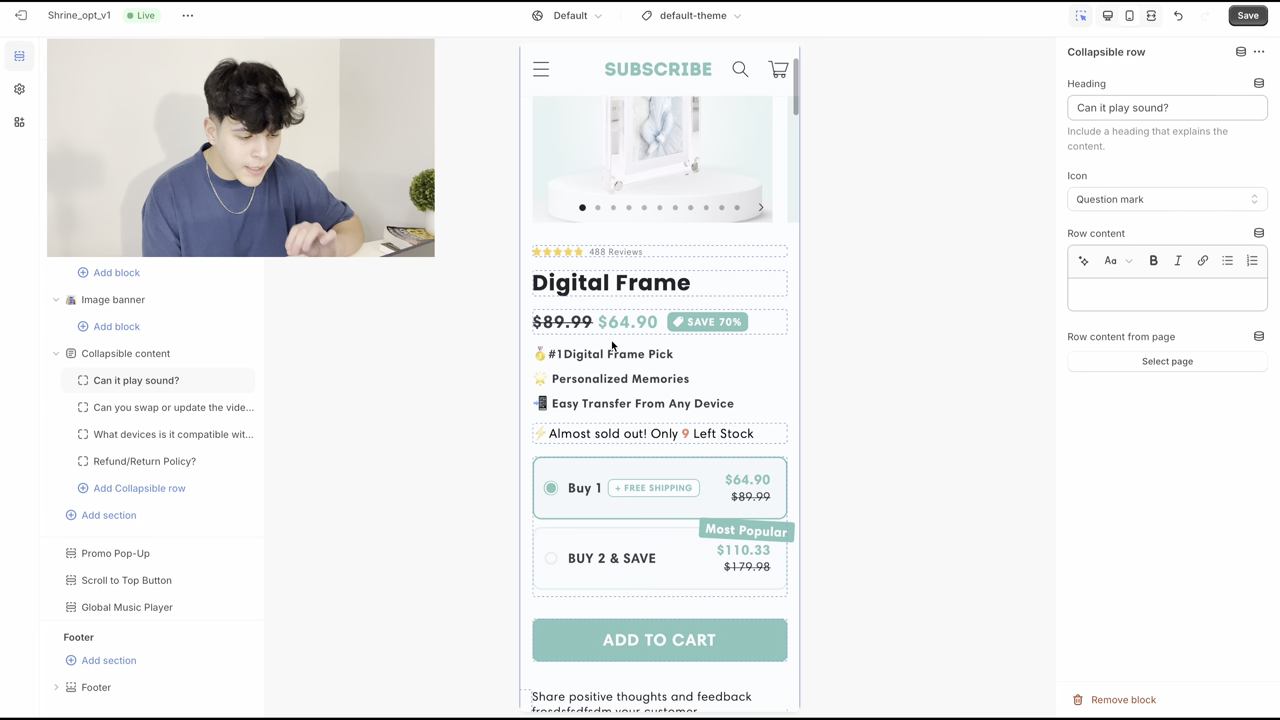 Shrine_opt_v1
Live
Default
default-theme
Save
Add block
Image banner
Add block
Collapsible content
Can it play sound?
Can you swap or update the vide...
What devices is it compatible wit...
Refund/Return Policy?
Add Collapsible row
Add section
Promo Pop-Up
Scroll to Top Button
Global Music Player
Footer
Add section
Footer
SUBSCRIBE
488 Reviews
Digital Frame
$89.99 $64.90 SAVE 70%
🥇#1Digital Frame Pick
🌟 Personalized Memories
📲 Easy Transfer From Any Device
⚡Almost sold out! Only 9 Left Stock
Buy 1 + FREE SHIPPING $64.90
$89.99
Most Popular
BUY 2 & SAVE $110.33
$179.98
ADD TO CART
Share positive thoughts and feedback
Collapsible row
Heading
Can it play sound?
Include a heading that explains the
content.
Icon
Question mark
Row content
Aa B I
Row content from page
Select page
Remove block